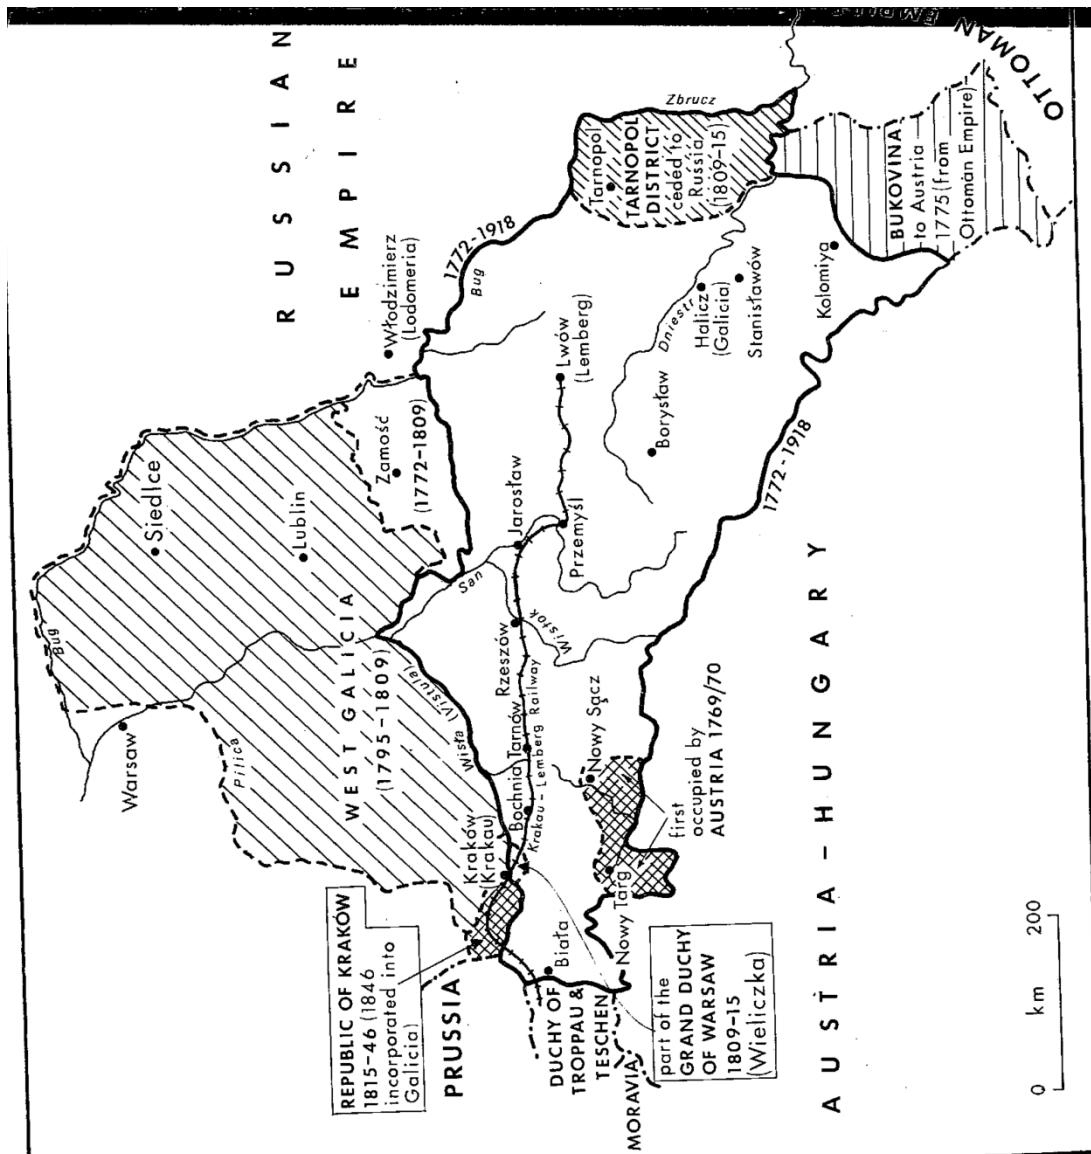 OTTOMAN EMPIRE
RUSSIAN
EMPIRE
Bug
Siedlce
Warsaw
Pilica
Lublin
WEST GALICIA
(1795-1809)
Zamość
(1772-1809)
Włodzimierz
(Lodomeria)
1772-1918
Bug
Zbrucz
Tarnopol
TARNOPOL
DISTRICT
ceded to
Russia
(1809-15)
REPUBLIC OF KRAKÓW
1815-46 (1846
incorporated into
Galicia)
PRUSSIA
Kraków
(Krakau)
Wisła
(Vistula)
San
Bochnia
Tarnów
Rzeszów
Jarosław
Krakau-Lemberg Railway
Wisłok
Przemyśl
Lwów
(Lemberg)
Dniestr
Halicz
(Galicia)
Stanisławów
Borysław
Kolomiya
BUKOVINA
to Austria
1775 (from
Ottoman Empire)
OTTOMAN
DUCHY OF
TROPPAU &
TESCHEN
Biała
MORAVIA
Nowy Targ
Nowy Sącz
first
occupied by
AUSTRIA 1769/70
1772-1918
part of the
GRAND DUCHY
OF WARSAW
1809-15
(Wieliczka)
AUSTRIA-HUNGARY
0 km 200